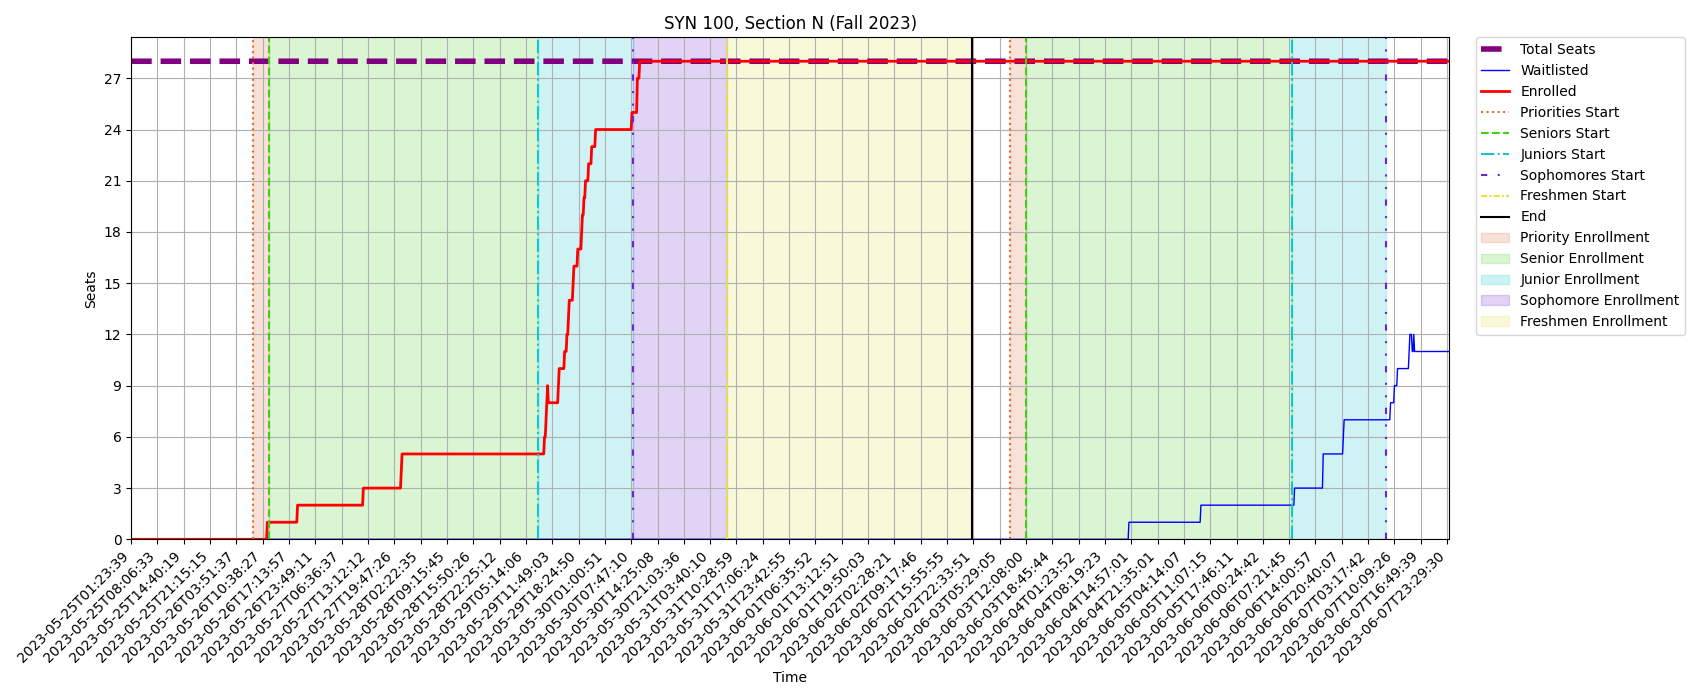 SYN 100, Section N (Fall 2023)
Seats
27
24
21
18
15
12
9
6
3
0
2023-05-25T01:23:39
2023-05-25T08:06:33
2023-05-25T14:40:19
2023-05-25T21:15:15
2023-05-26T03:51:37
2023-05-26T10:38:27
2023-05-26T17:13:57
2023-05-26T23:49:11
2023-05-27T06:36:37
2023-05-27T13:12:12
2023-05-27T19:47:26
2023-05-28T02:22:35
2023-05-28T09:15:45
2023-05-28T15:50:26
2023-05-28T22:25:12
2023-05-29T05:14:06
2023-05-29T11:49:03
2023-05-29T18:24:50
2023-05-30T01:00:51
2023-05-30T07:47:10
2023-05-30T14:25:08
2023-05-30T21:03:36
2023-05-31T03:40:10
2023-05-31T10:28:59
2023-05-31T17:06:24
2023-05-31T23:42:55
2023-06-01T06:35:52
2023-06-01T13:12:51
2023-06-01T19:50:03
2023-06-02T02:28:21
2023-06-02T09:17:46
2023-06-02T15:55:55
2023-06-02T22:33:51
2023-06-03T05:29:05
2023-06-03T12:08:00
2023-06-03T18:45:44
2023-06-04T01:23:52
2023-06-04T08:19:23
2023-06-04T14:57:01
2023-06-04T21:35:01
2023-06-05T04:14:07
2023-06-05T11:07:15
2023-06-05T17:46:11
2023-06-06T00:24:42
2023-06-06T07:21:45
2023-06-06T14:00:57
2023-06-06T20:40:07
2023-06-07T03:17:42
2023-06-07T10:09:26
2023-06-07T16:49:39
2023-06-07T23:29:30
Time
Total Seats
Waitlisted
Enrolled
Priorities Start
Seniors Start
Juniors Start
Sophomores Start
Freshmen Start
End
Priority Enrollment
Senior Enrollment
Junior Enrollment
Sophomore Enrollment
Freshmen Enrollment